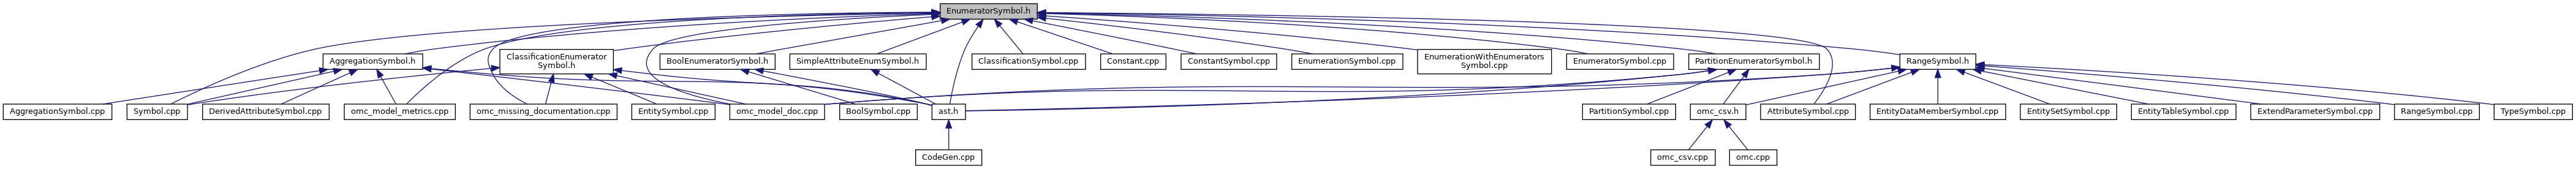 EnumeratorSymbol.h
AggregationSymbol.h
ClassificationEnumerator
Symbol.h
BoolEnumeratorSymbol.h
SimpleAttributeEnumSymbol.h
ClassificationSymbol.cpp
Constant.cpp
ConstantSymbol.cpp
EnumerationSymbol.cpp
EnumerationWithEnumerators
Symbol.cpp
EnumeratorSymbol.cpp
PartitionEnumeratorSymbol.h
RangeSymbol.h
AggregationSymbol.cpp
Symbol.cpp
DerivedAttributeSymbol.cpp
omc_model_metrics.cpp
omc_missing_documentation.cpp
EntitySymbol.cpp
omc_model_doc.cpp
BoolSymbol.cpp
ast.h
PartitionSymbol.cpp
omc_csv.h
AttributeSymbol.cpp
EntityDataMemberSymbol.cpp
EntitySetSymbol.cpp
EntityTableSymbol.cpp
ExtendParameterSymbol.cpp
RangeSymbol.cpp
TypeSymbol.cpp
CodeGen.cpp
omc_csv.cpp
omc.cpp